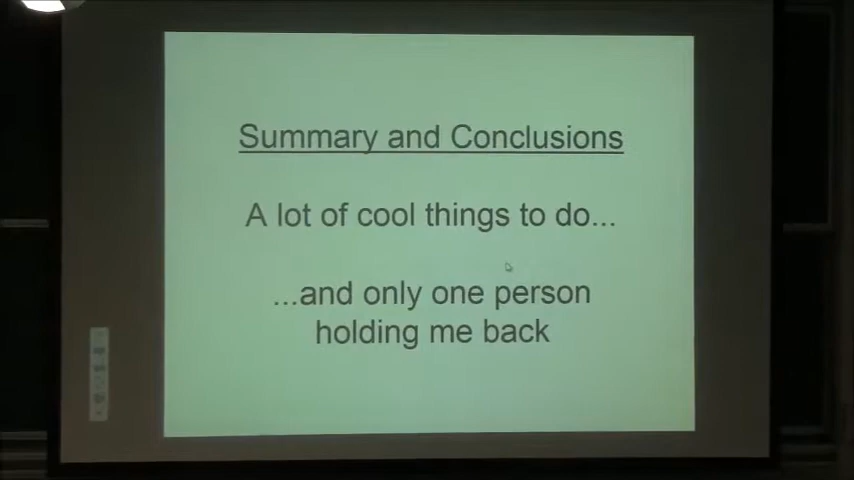 Summary and Conclusions
A lot of cool things to do...
...and only one person
holding me back